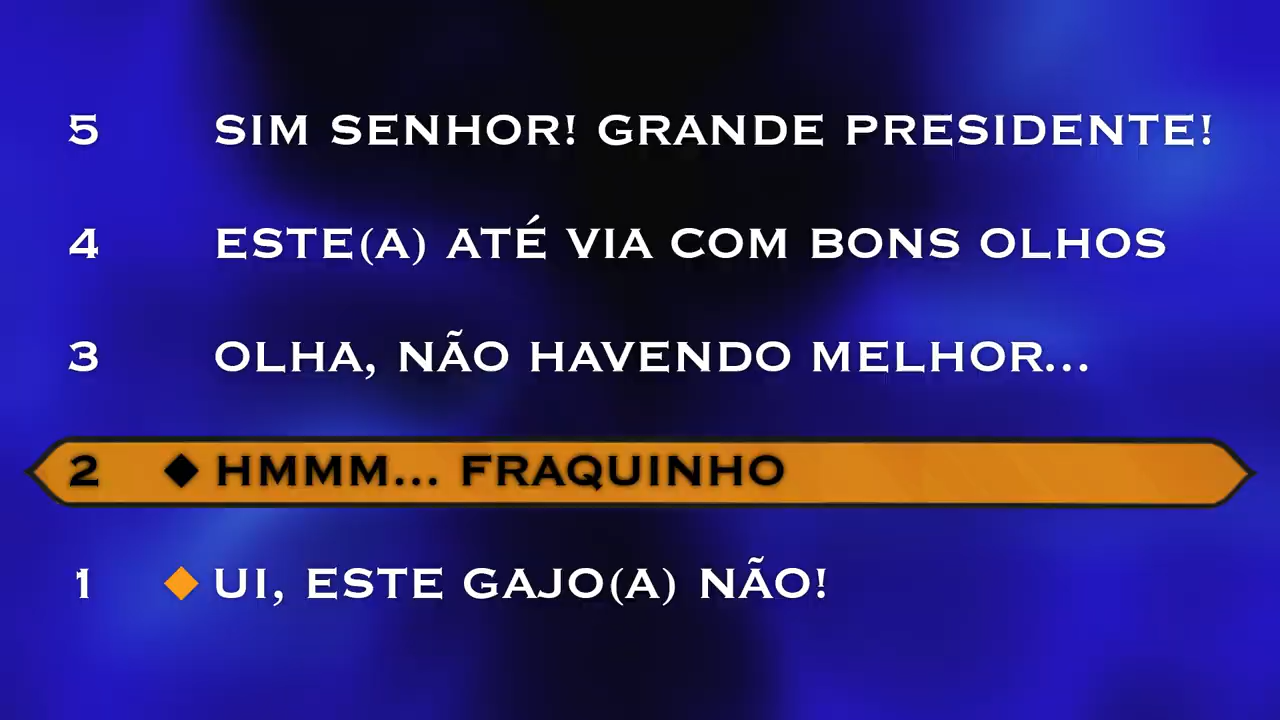 5 SIM SENHOR! GRANDE PRESIDENTE!
4 ESTE(A) ATÉ VIA COM BONS OLHOS
3 OLHA, NÃO HAVENDO MELHOR...
2 ◆ HMMM... FRAQUINHO
1 ◆ UI, ESTE GAJO(A) NÃO!